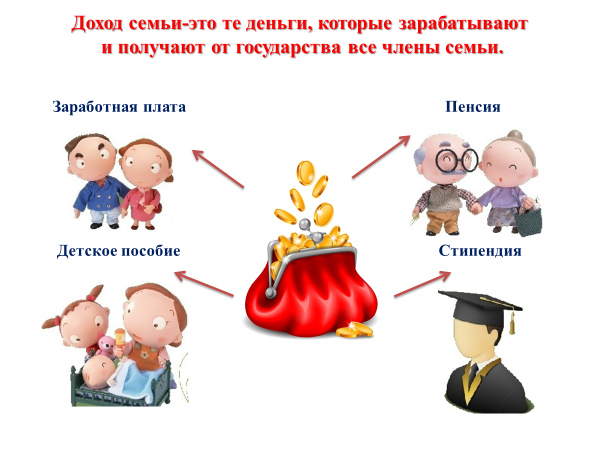 Доход семьи-это те деньги, которые зарабатывают
и получают от государства все члены семьи.
Заработная плата
Пенсия
Детское пособие
Стипендия